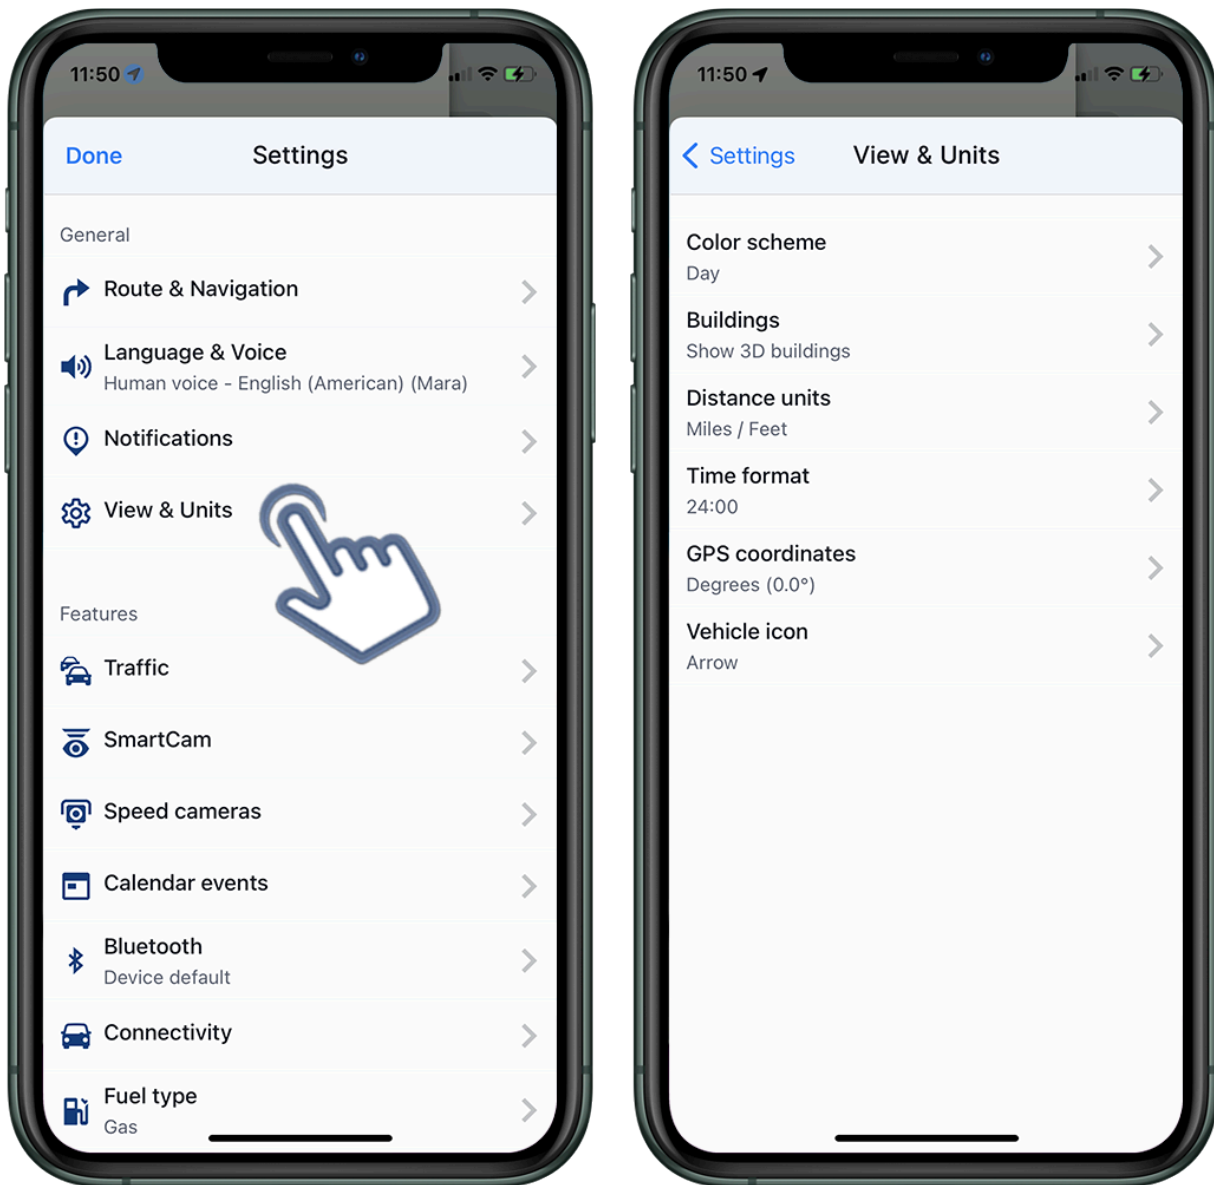 11:50
Done
Settings
General
Route & Navigation
Language & Voice
Human voice - English (American) (Mara)
Notifications
View & Units
Features
Traffic
SmartCam
Speed cameras
Calendar events
Bluetooth
Device default
Connectivity
Fuel type
Gas
11:50
Settings
View & Units
Color scheme
Day
Buildings
Show 3D buildings
Distance units
Miles / Feet
Time format
24:00
GPS coordinates
Degrees (0.0°)
Vehicle icon
Arrow